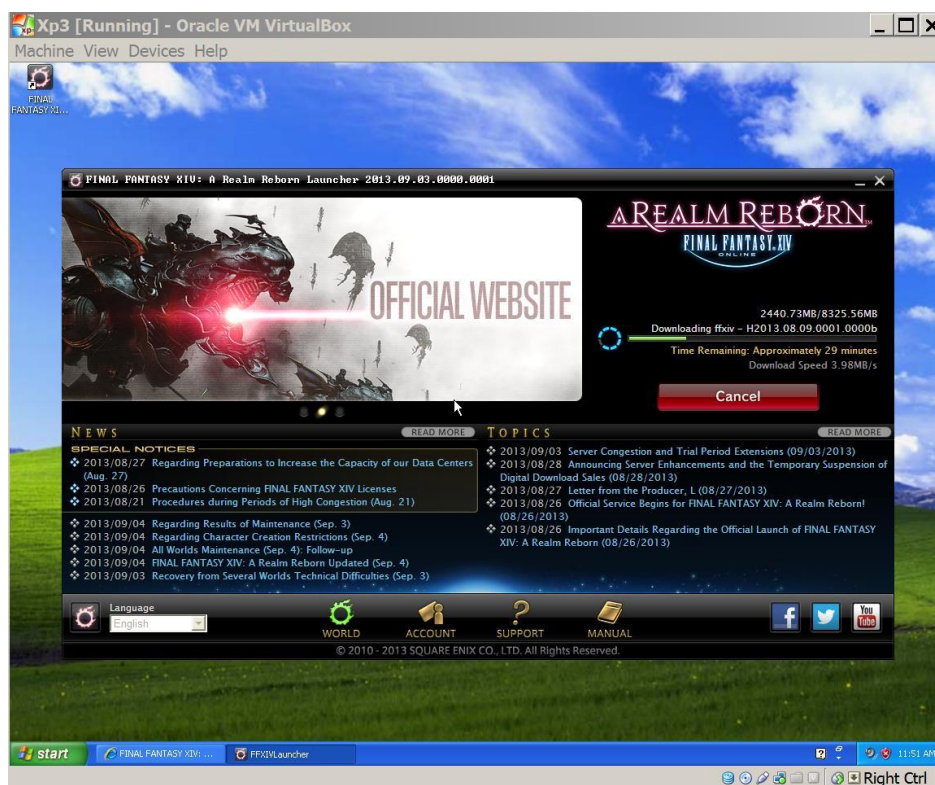 Xp3 [Running] - Oracle VM VirtualBox
Machine View Devices Help
FINAL
FANTASY XI...
FINAL FANTASY XIV: A Realm Reborn Launcher 2013.09.03.0000.0001
OFFICIAL WEBSITE
A REALM REBORN
FINAL FANTASY XIV
ONLINE
2440.73MB/8325.56MB
Downloading ffxiv - H2013.08.09.0001.0000b
Time Remaining: Approximately 29 minutes
Download Speed 3.98MB/s
Cancel
NEWS
READ MORE
SPECIAL NOTICES
2013/08/27 Regarding Preparations to Increase the Capacity of our Data Centers
(Aug. 27)
2013/08/26 Precautions Concerning FINAL FANTASY XIV Licenses
2013/08/21 Procedures during Periods of High Congestion (Aug. 21)
2013/09/04 Regarding Results of Maintenance (Sep. 3)
2013/09/04 Regarding Character Creation Restrictions (Sep. 4)
2013/09/04 All Worlds Maintenance (Sep. 4): Follow-up
2013/09/04 FINAL FANTASY XIV: A Realm Reborn Updated (Sep. 4)
2013/09/03 Recovery from Several Worlds Technical Difficulties (Sep. 3)
TOPICS
READ MORE
2013/09/03 Server Congestion and Trial Period Extensions (09/03/2013)
2013/08/28 Announcing Server Enhancements and the Temporary Suspension of
Digital Download Sales (08/28/2013)
2013/08/27 Letter from the Producer, L (08/27/2013)
2013/08/26 Official Service Begins for FINAL FANTASY XIV: A Realm Reborn!
(08/26/2013)
2013/08/26 Important Details Regarding the Official Launch of FINAL FANTASY
XIV: A Realm Reborn (08/26/2013)
Language
English
WORLD ACCOUNT SUPPORT MANUAL
You Tube
© 2010 - 2013 SQUARE ENIX CO., LTD. All Rights Reserved.
start FINAL FANTASY XIV: ... FFXIVLauncher 11:51 AM
Right Ctrl